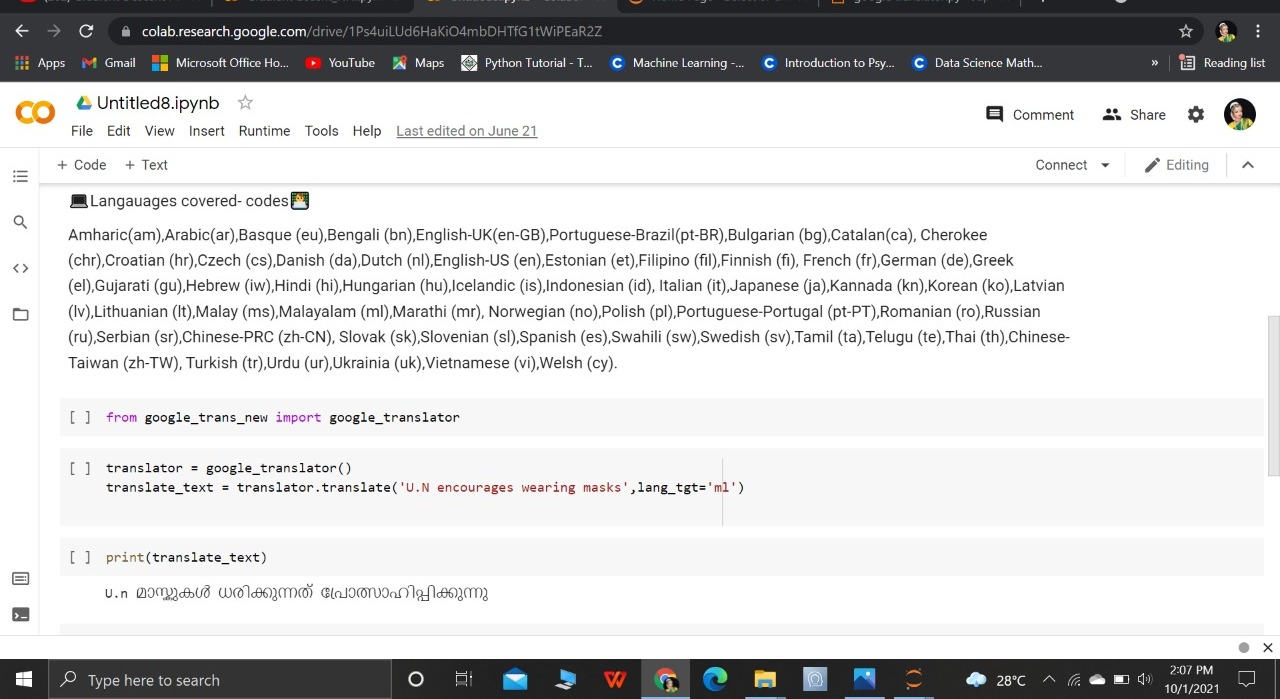 colab.research.google.com/drive/1Ps4uiLUd6HaKiO4mbDHTfG1tWiPEaR2Z
Apps Gmail Microsoft Office Ho... YouTube Maps Python Tutorial - T... Machine Learning -... Introduction to Psy... Data Science Math... » Reading list
Untitled8.ipynb
Comment Share
File Edit View Insert Runtime Tools Help Last edited on June 21
+ Code + Text Connect Editing
💻Langauages covered- codes👩‍💻
Amharic(am),Arabic(ar),Basque (eu),Bengali (bn),English-UK(en-GB),Portuguese-Brazil(pt-BR),Bulgarian (bg),Catalan(ca), Cherokee
(chr),Croatian (hr),Czech (cs),Danish (da),Dutch (nl),English-US (en),Estonian (et),Filipino (fil),Finnish (fi), French (fr),German (de),Greek
(el),Gujarati (gu),Hebrew (iw),Hindi (hi),Hungarian (hu),Icelandic (is),Indonesian (id), Italian (it),Japanese (ja),Kannada (kn),Korean (ko),Latvian
(lv),Lithuanian (lt),Malay (ms),Malayalam (ml),Marathi (mr), Norwegian (no),Polish (pl),Portuguese-Portugal (pt-PT),Romanian (ro),Russian
(ru),Serbian (sr),Chinese-PRC (zh-CN), Slovak (sk),Slovenian (sl),Spanish (es),Swahili (sw),Swedish (sv),Tamil (ta),Telugu (te),Thai (th),Chinese-
Taiwan (zh-TW), Turkish (tr),Urdu (ur),Ukrainia (uk),Vietnamese (vi),Welsh (cy).
[ ] from google_trans_new import google_translator
[ ] translator = google_translator()
translate_text = translator.translate('U.N encourages wearing masks',lang_tgt='ml')
[ ] print(translate_text)
U.n മാസ്കുകൾ ധരിക്കുന്നത് പ്രോത്സാഹിപ്പിക്കുന്നു
Type here to search 28°C 2:07 PM
10/1/2021